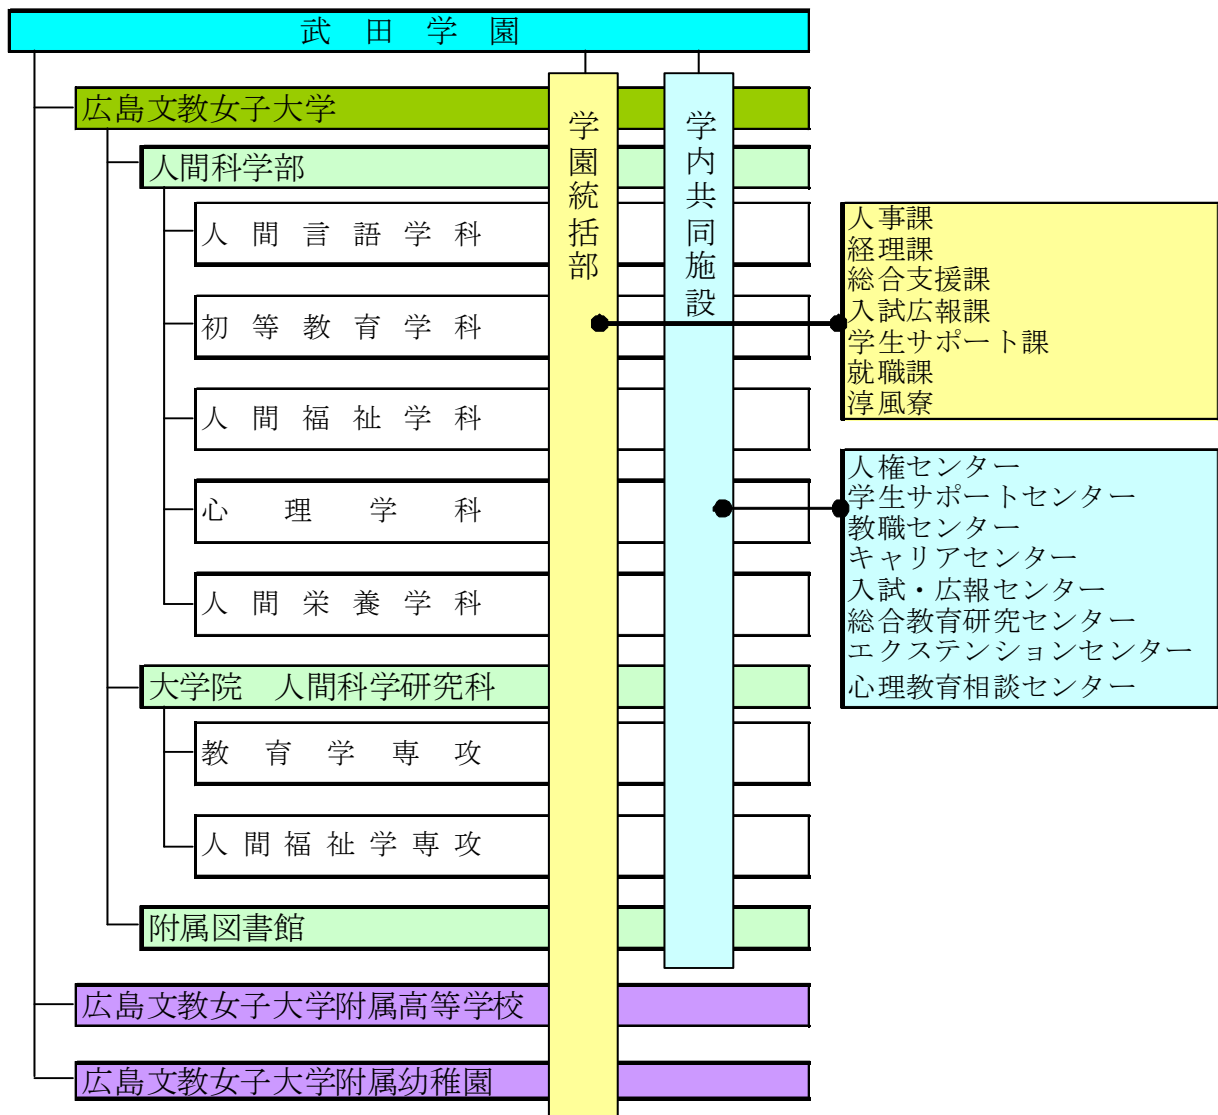 武田学園
広島文教女子大学
人間科学部
人間言語学科
初等教育学科
人間福祉学科
心理学科
人間栄養学科
大学院　人間科学研究科
教育学専攻
人間福祉学専攻
附属図書館
広島文教女子大学附属高等学校
広島文教女子大学附属幼稚園
学園統括部
学内共同施設
人事課
経理課
総合支援課
入試広報課
学生サポート課
就職課
淳風寮
人権センター
学生サポートセンター
教職センター
キャリアセンター
入試・広報センター
総合教育研究センター
エクステンションセンター
心理教育相談センター